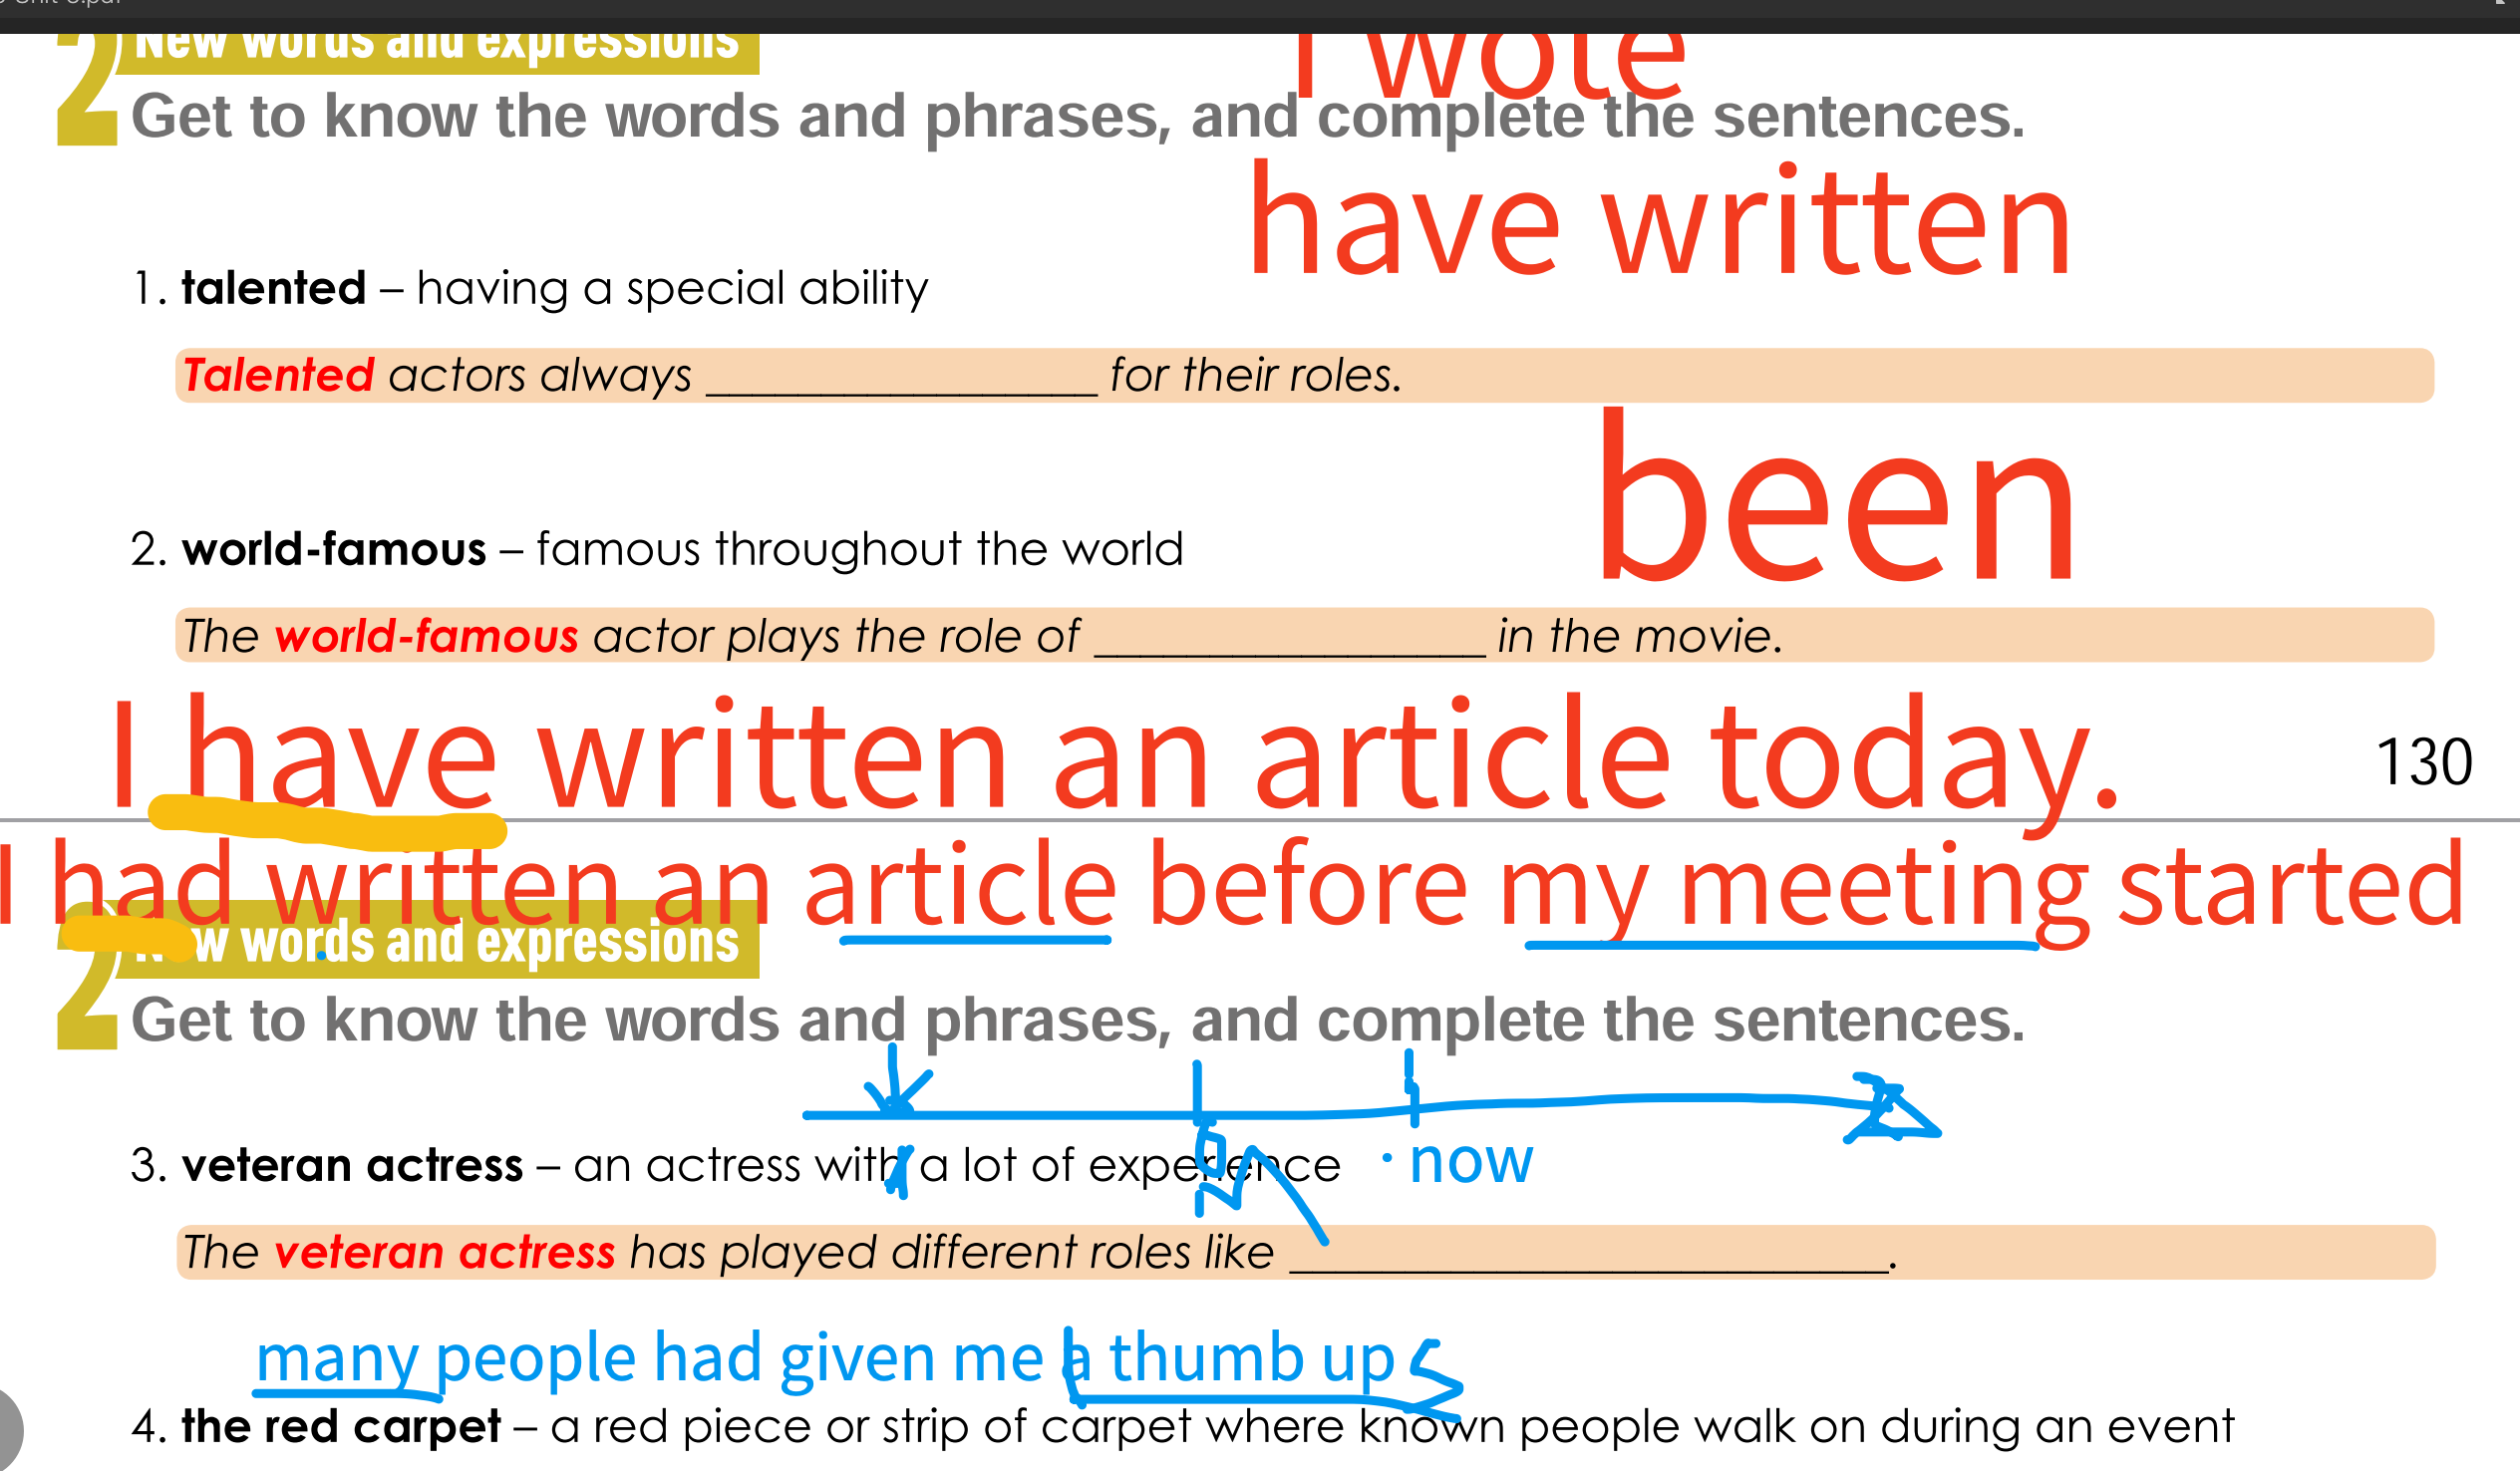 New words and expressions
I wote
2 Get to know the words and phrases, and complete the sentences.
have written
1. talented – having a special ability
Talented actors always ________________ for their roles.
been
2. world-famous – famous throughout the world
The world-famous actor plays the role of ________________ in the movie.
I have written an article today.
130
I had written an article before my meeting started
words and expressions
2 Get to know the words and phrases, and complete the sentences.
3. veteran actress – an actress with a lot of experience
now
The veteran actress has played different roles like ________________________.
many people had given me a thumb up
4. the red carpet – a red piece or strip of carpet where known people walk on during an event